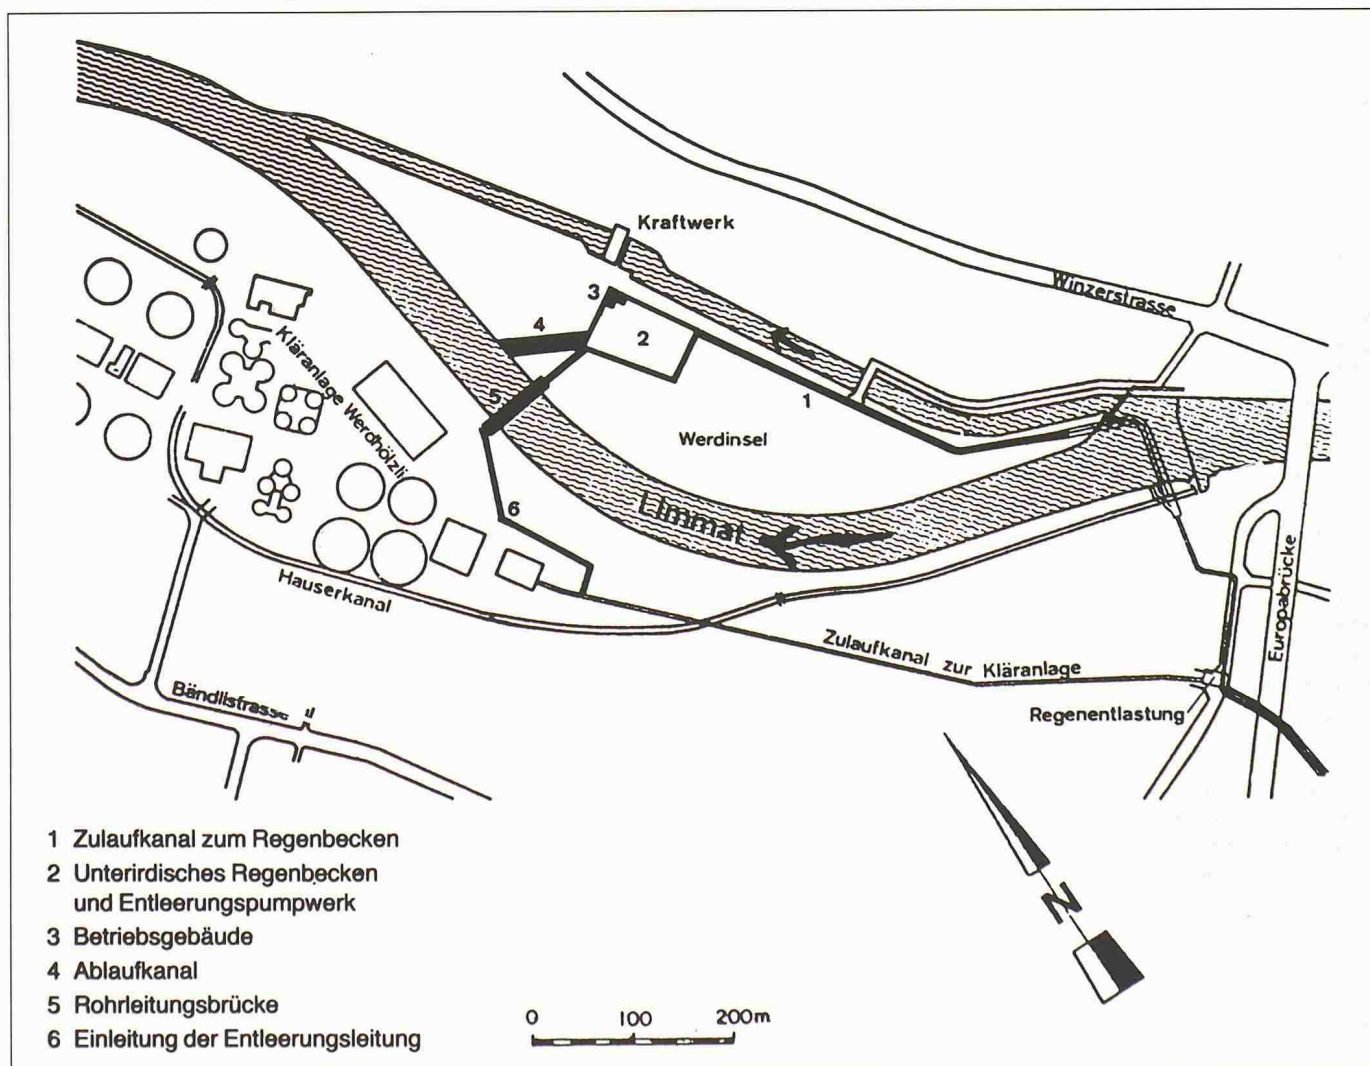 Kraftwerk
Winzerstrasse
3
2
4
5
1
Werdinsel
Kläranlage Werdhölzli
6
Limmat
Hauserkanal
Europabrücke
Zulaufkanal zur Kläranlage
Regenentlastung
Bändlistrasse
N
1 Zulaufkanal zum Regenbecken
2 Unterirdisches Regenbecken
und Entleerungspumpwerk
3 Betriebsgebäude
4 Ablaufkanal
5 Rohrleitungsbrücke
6 Einleitung der Entleerungsleitung
0 100 200m